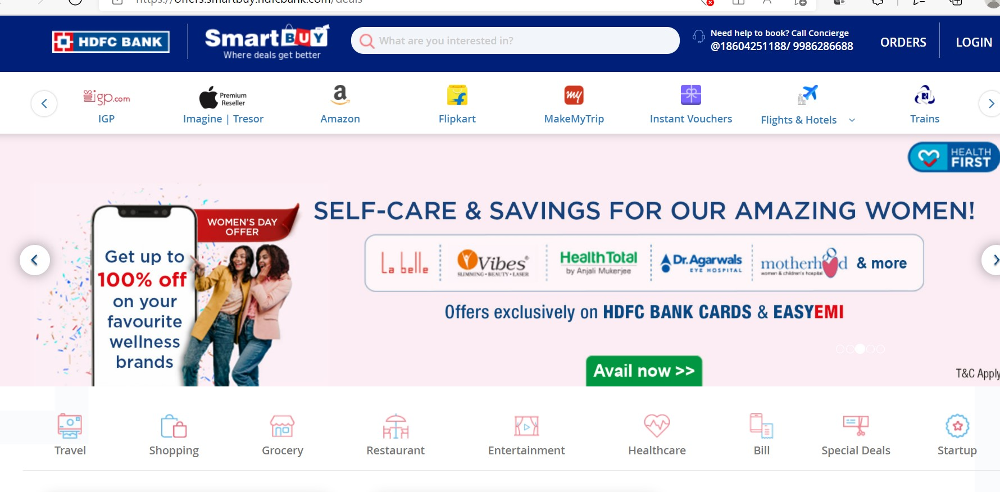 https://offers.smartbuy.hdfcbank.com/deals
HDFC BANK
SmartBUY
Where deals get better
What are you interested in?
Need help to book? Call Concierge
@18604251188/ 9986286688
ORDERS
LOGIN
igp.com
Premium
Reseller
a
my
IGP
Imagine | Tresor
Amazon
Flipkart
MakeMyTrip
Instant Vouchers
Flights & Hotels
Trains
HEALTH
FIRST
WOMEN'S DAY
OFFER
Get up to
100% off
on your
favourite
wellness
brands
SELF-CARE & SAVINGS FOR OUR AMAZING WOMEN!
La belle
Vibes®
SLIMMING • BEAUTY • LASER
Health Total
by Anjali Mukerjee
Dr.Agarwals
EYE HOSPITAL
motherhood
women & children's hospital
& more
Offers exclusively on HDFC BANK CARDS & EASYEMI
Avail now >>
T&C Apply
Travel
Shopping
Grocery
Restaurant
Entertainment
Healthcare
Bill
Special Deals
Startup